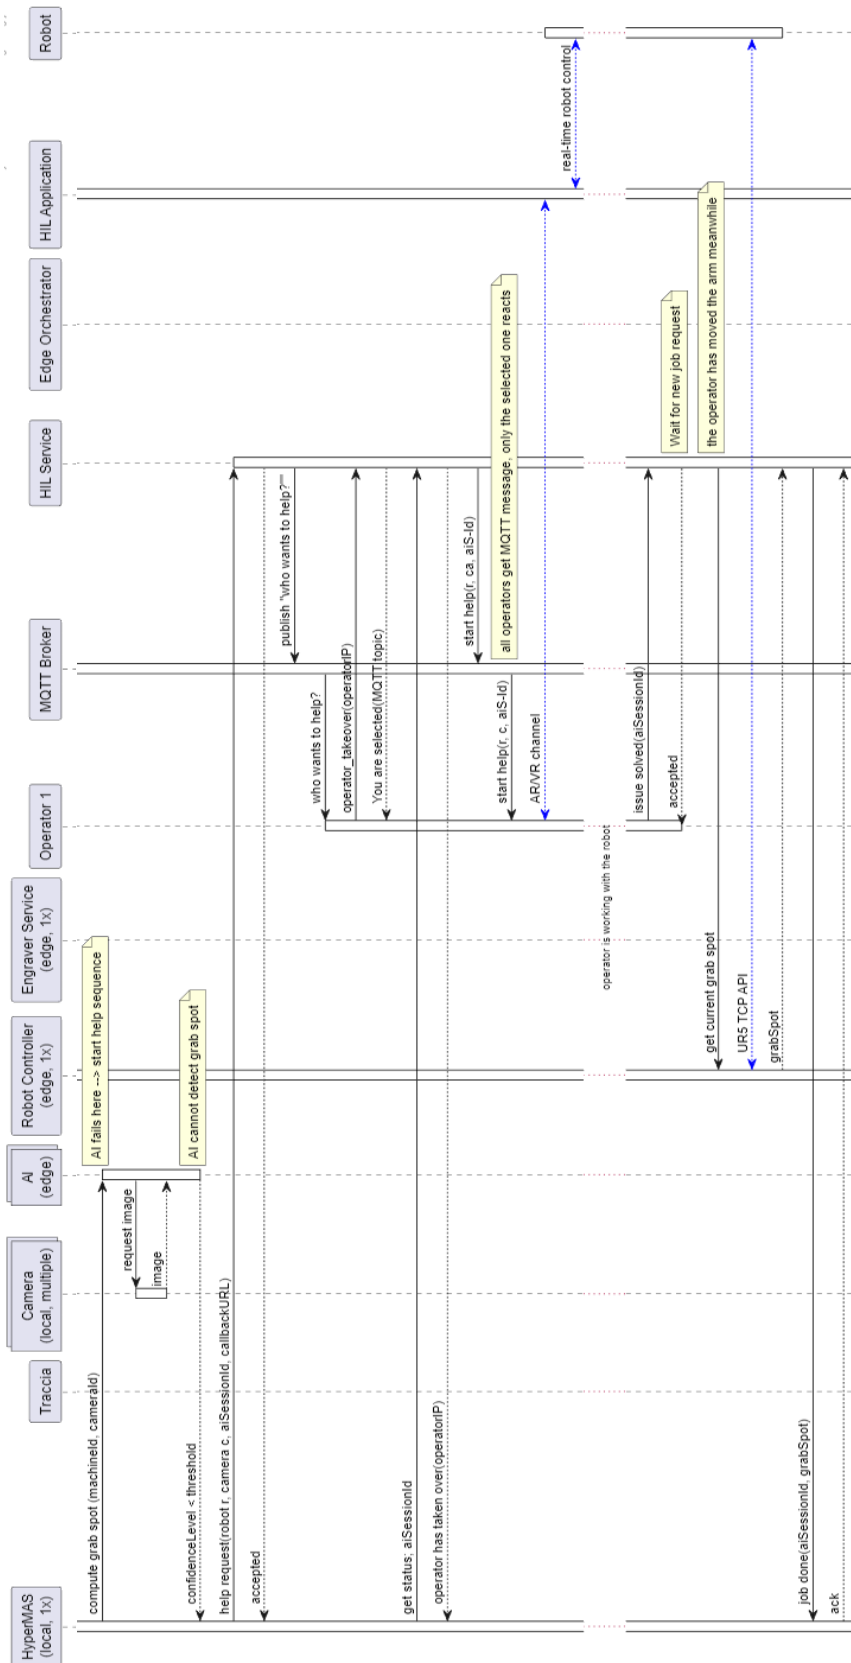 HyperMAS
(local, 1x)
Traccia
Camera
(local, multiple)
AI
(edge)
Robot Controller
(edge, 1x)
Engraver Service
(edge, 1x)
Operator 1
MQTT Broker
HIL Service
Edge Orchestrator
HIL Application
Robot
compute grab spot (machineId, cameraId)
AI fails here --> start help sequence
request image
image
AI cannot detect grab spot
confidenceLevel < threshold
help request(robot r, camera c, aiSessionId, callbackURL)
accepted
publish "who wants to help?""
who wants to help?
operator_takeover(operatorIP)
You are selected(MQTT topic)
get status; aiSessionId
operator has taken over(operatorIP)
start help(r, ca, aiS-Id)
all operators get MQTT message, only the selected one reacts
start help(r, c, aiS-Id)
AR/VR channel
real-time robot control
operator is working with the robot
issue solved(aiSessionId)
accepted
Wait for new job request
get current grab spot
the operator has moved the arm meanwhile
UR5 TCP API
grabSpot
job done(aiSessionId, grabSpot)
ack